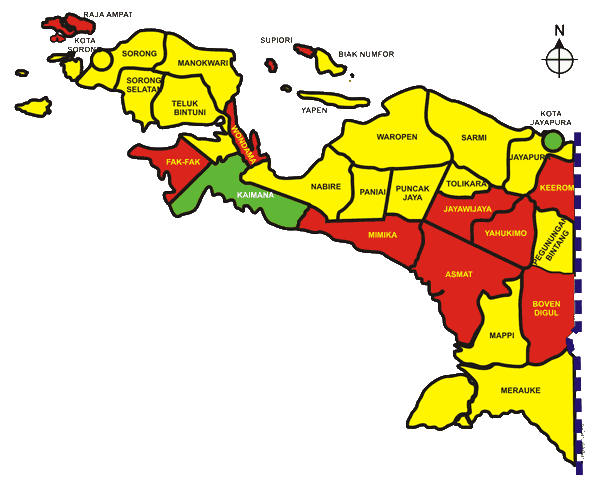 RAJA AMPAT
KOTA
SORONG
SORONG
MANOKWARI
SORONG
SELATAN
TELUK
BINTUNI
SUPIORI
BIAK NUMFOR
YAPEN
N
WONDAMA
FAK-FAK
KAIMANA
NABIRE
PANIAI
PUNCAK
JAYA
WAROPEN
SARMI
KOTA
JAYAPURA
JAYAPURA
TOLIKARA
KEEROM
JAYAWIJAYA
YAHUKIMO
PEGUNUNGAN
BINTANG
MIMIKA
ASMAT
BOVEN
DIGUL
MAPPI
MERAUKE